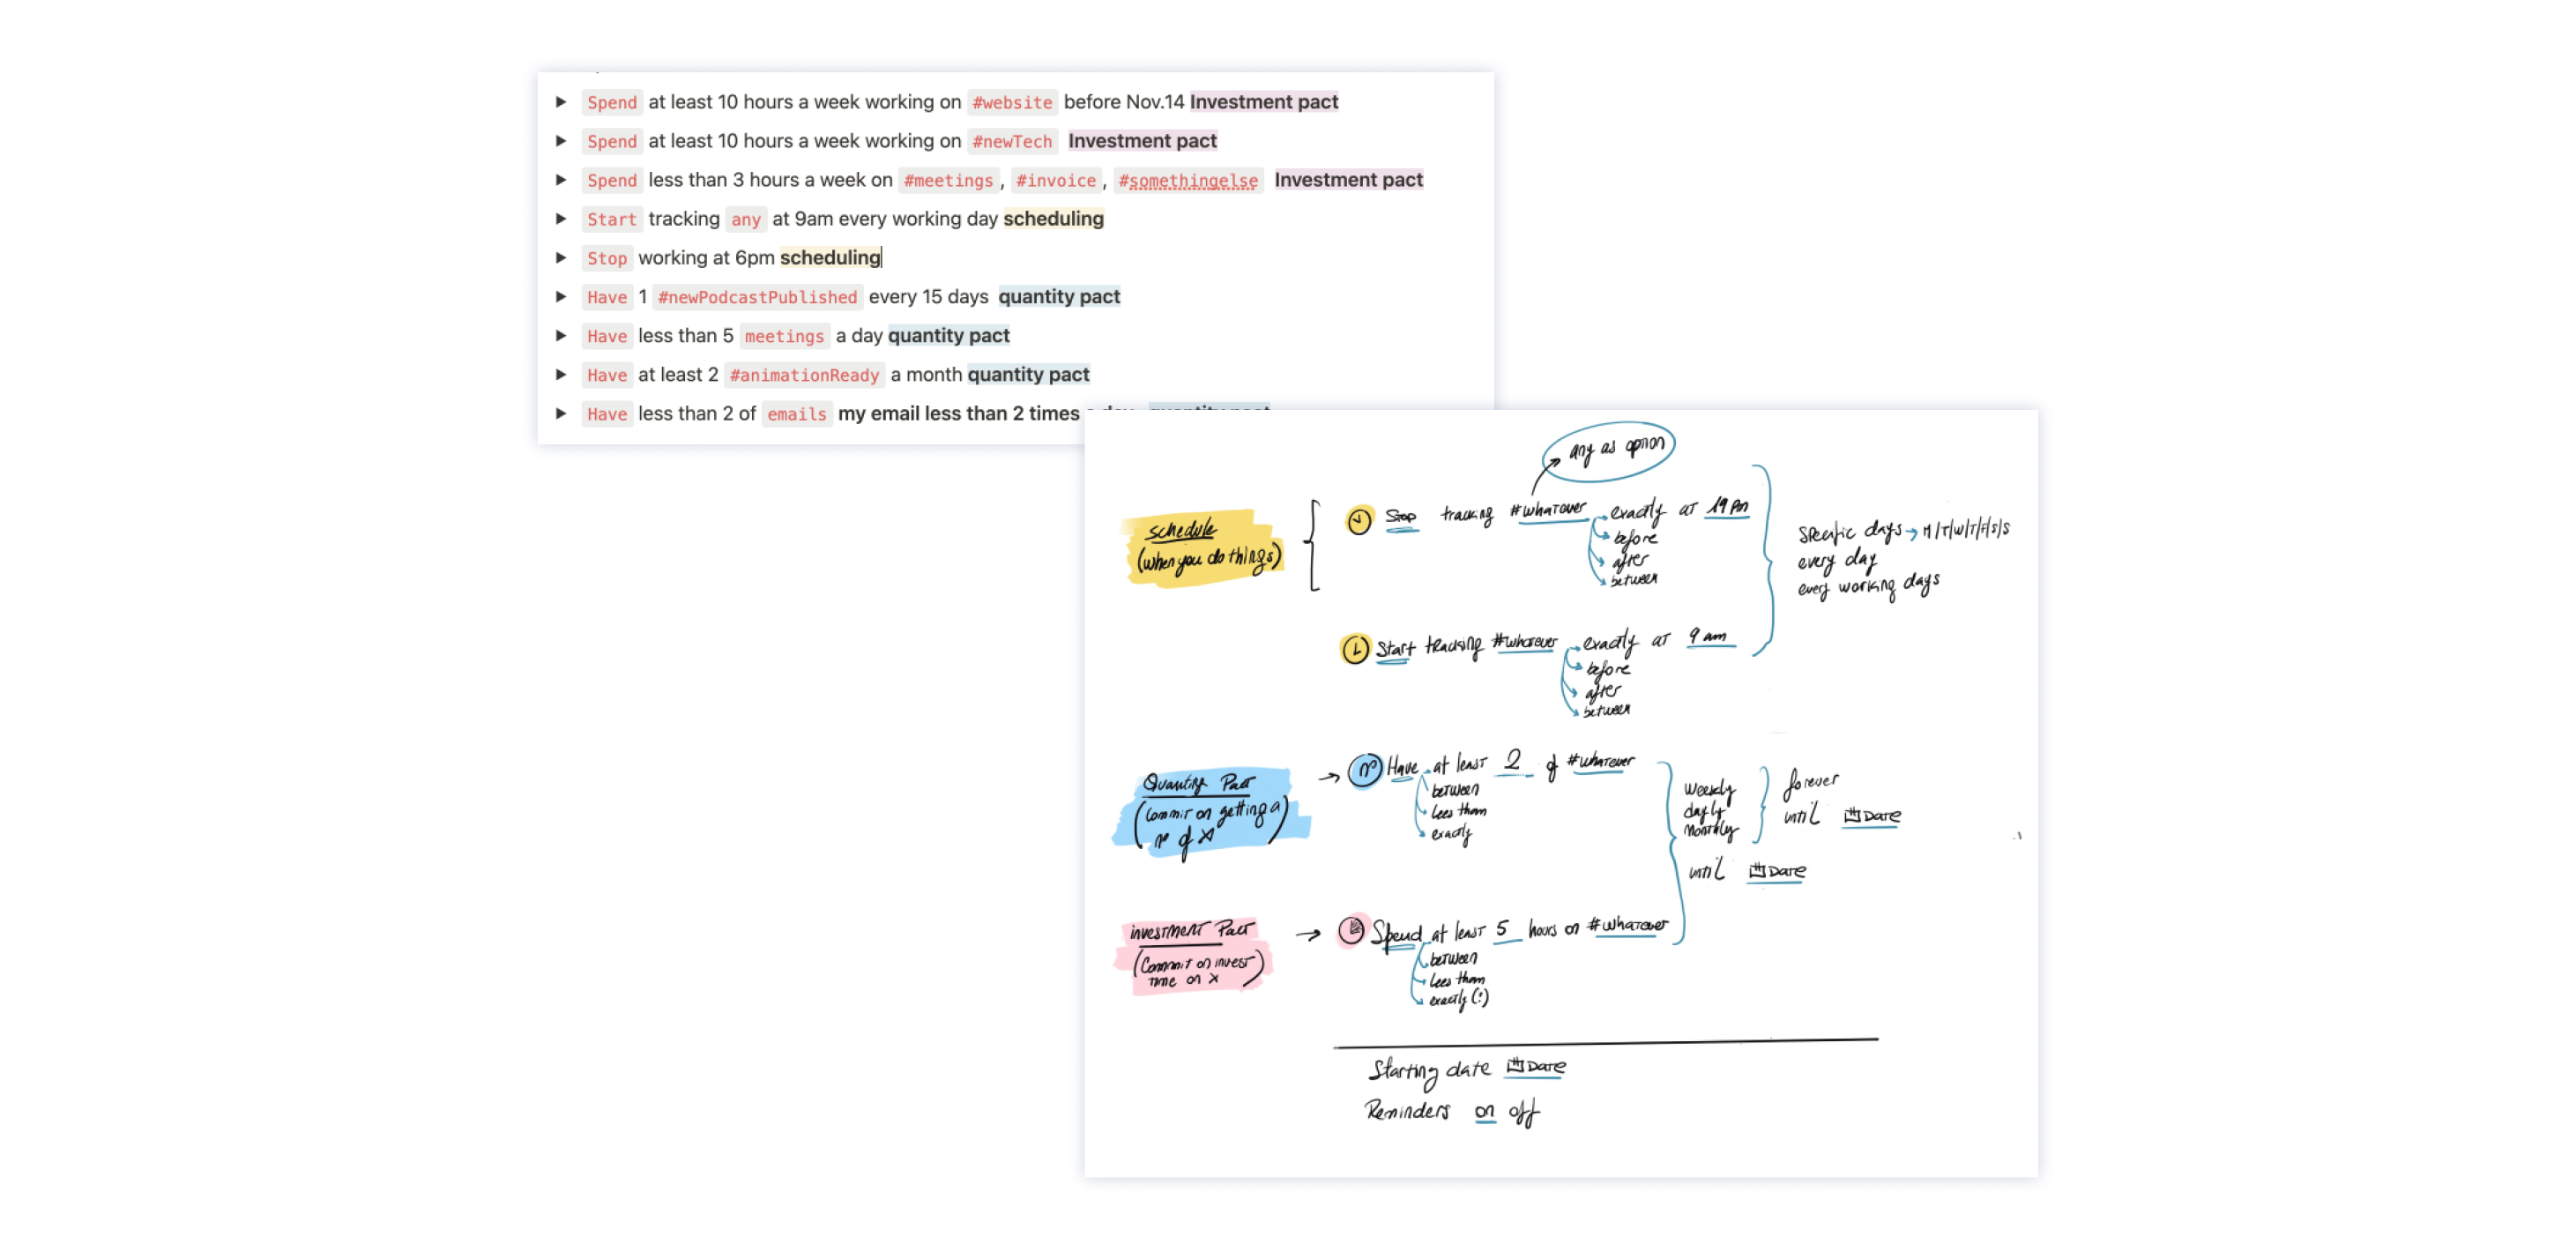 Spend at least 10 hours a week working on #website before Nov.14 Investment pact
Spend at least 10 hours a week working on #newTech Investment pact
Spend less than 3 hours a week on #meetings, #invoice, #somethingelse Investment pact
Start tracking any at 9am every working day scheduling
Stop working at 6pm scheduling
Have 1 #newPodcastPublished every 15 days quantity pact
Have less than 5 meetings a day quantity pact
Have at least 2 #animationReady a month quantity pact
Have less than 2 of emails my email less than 2 times
any as option
schedule
(when you do things)
Stop tracking #whatever exactly at 19 pm
before
after
between
specific days → M/T/W/T/F/S/S
every day
every working days
Start tracking #whatever exactly at 9 am
before
after
between
Quantity Pact
(commit on getting a
n° of X)
n° Have at least 2 of #whatever
between
lees than
exactly
weekly
dayly
monthly
forever
until Date
until Date
investment Pact
(Commit on invest
time on X)
Spend at least 5 hours on #whatever
between
lees than
exactly (!)
Starting date Date
Reminders on off